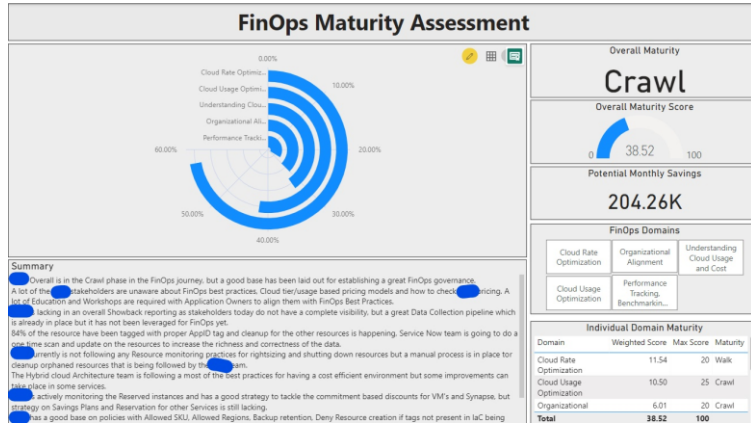 FinOps Maturity Assessment
0.00%
10.00%
20.00%
30.00%
40.00%
50.00%
60.00%
Cloud Rate Optimiz...
Cloud Usage Optimi...
Understanding Clou...
Organizational Ali...
Performance Tracki...
Overall Maturity
Crawl
Overall Maturity Score
0
38.52
100
Potential Monthly Savings
204.26K
FinOps Domains
Cloud Rate Optimization
Organizational Alignment
Understanding Cloud Usage and Cost
Cloud Usage Optimization
Performance Tracking, Benchmarkin...
Summary
Overall is in the Crawl phase in the FinOps journey, but a good base has been laid out for establishing a great FinOps governance.
A lot of the stakeholders are unaware about FinOps best practices, Cloud tier/usage based pricing models and how to check pricing. A
lot of Education and Workshops are required with Application Owners to align them with FinOps Best Practices.
lacking in an overall Showback reporting as stakeholders today do not have a complete visibility, but a great Data Collection pipeline which
is already in place but it has not been leveraged for FinOps yet.
84% of the resource have been tagged with proper AppID tag and cleanup for the other resources is happening, Service Now team is going to do a
one time scan and update on the resources to increase the richness and correctness of the data.
urrently is not following any Resource monitoring practices for rightsizing and shutting down resources but a manual process is in place tor
cleanup orphaned resources that is being followed by the am.
The Hybrid cloud Architecture team is following a most of the best practices for having a cost efficient environment but some improvements can
take place in some services.
s actively monitoring the Reserved instances and has a good strategy to tackle the commitment based discounts for VM's and Synapse, but
strategy on Savings Plans and Reservation for other Services is still lacking.
has a good base on policies with Allowed SKU, Allowed Regions, Backup retention, Deny Resource creation if tags not present in IaC being
Individual Domain Maturity
Domain Weighted Score Max Score Maturity
Cloud Rate Optimization 11.54 20 Walk
Cloud Usage Optimization 10.50 25 Crawl
Organizational 6.01 20 Crawl
Total 38.52 100